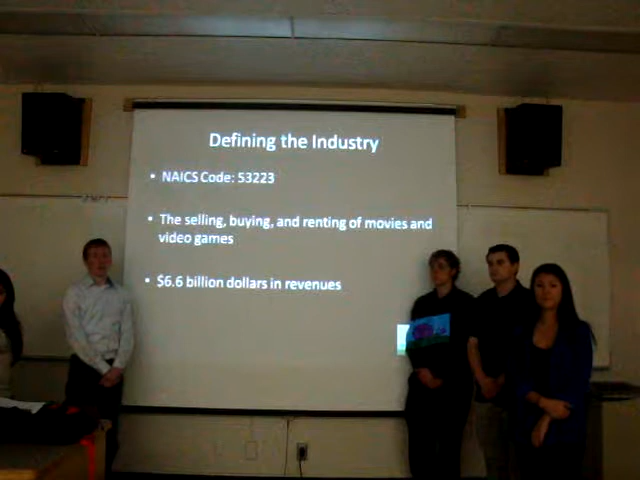 Defining the Industry
• NAICS Code: 53223
• The selling, buying, and renting of movies and
video games
• $6.6 billion dollars in revenues